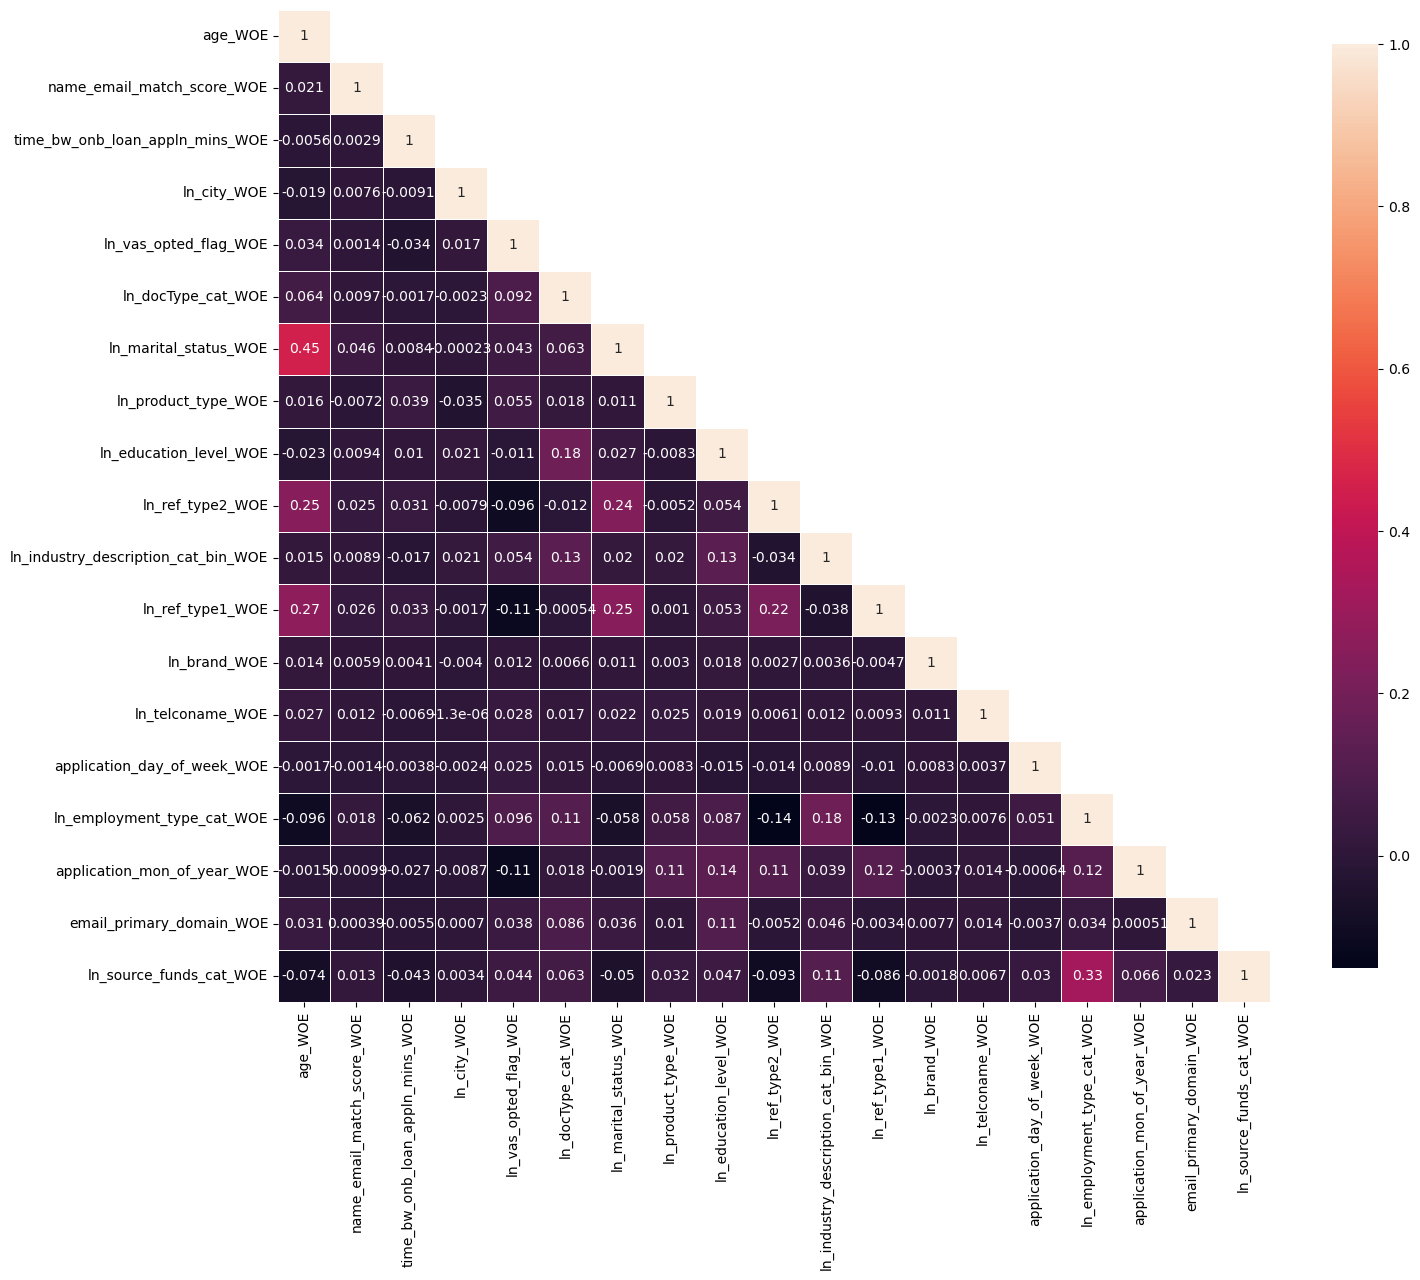 age_WOE 1 1.0
name_email_match_score_WOE 0.021 1
time_bw_onb_loan_appln_mins_WOE -0.0056 0.0029 1
ln_city_WOE -0.019 0.0076 -0.0091 1 0.8
ln_vas_opted_flag_WOE 0.034 0.0014 -0.034 0.017 1
ln_docType_cat_WOE 0.064 0.0097 -0.0017 -0.0023 0.092 1
ln_marital_status_WOE 0.45 0.046 0.0084 -0.00023 0.043 0.063 1
0.6
ln_product_type_WOE 0.016 -0.0072 0.039 -0.035 0.055 0.018 0.011 1
ln_education_level_WOE -0.023 0.0094 0.01 0.021 -0.011 0.18 0.027 -0.0083 1
ln_ref_type2_WOE 0.25 0.025 0.031 -0.0079 -0.096 -0.012 0.24 -0.0052 0.054 1
0.4
ln_industry_description_cat_bin_WOE 0.015 0.0089 -0.017 0.021 0.054 0.13 0.02 0.02 0.13 -0.034 1
ln_ref_type1_WOE 0.27 0.026 0.033 -0.0017 -0.11 -0.00054 0.25 0.001 0.053 0.22 -0.038 1
ln_brand_WOE 0.014 0.0059 0.0041 -0.004 0.012 0.0066 0.011 0.003 0.018 0.0027 0.0036 -0.0047 1
0.2
ln_telconame_WOE 0.027 0.012 -0.0069 -1.3e-06 0.028 0.017 0.022 0.025 0.019 0.0061 0.012 0.0093 0.011 1
application_day_of_week_WOE -0.0017 -0.0014 -0.0038 -0.0024 0.025 0.015 -0.0069 0.0083 -0.015 -0.014 0.0089 -0.01 0.0083 0.0037 1
ln_employment_type_cat_WOE -0.096 0.018 -0.062 0.0025 0.096 0.11 -0.058 0.058 0.087 -0.14 0.18 -0.13 -0.0023 0.0076 0.051 1
0.0
application_mon_of_year_WOE -0.0015 -0.00099 -0.027 -0.0087 -0.11 0.018 -0.0019 0.11 0.14 0.11 0.039 0.12 -0.00037 0.014 -0.00064 0.12 1
email_primary_domain_WOE 0.031 0.00039 -0.0055 0.0007 0.038 0.086 0.036 0.01 0.11 -0.0052 0.046 -0.0034 0.0077 0.014 -0.0037 0.034 0.00051 1
ln_source_funds_cat_WOE -0.074 0.013 -0.043 0.0034 0.044 0.063 -0.05 0.032 0.047 -0.093 0.11 -0.086 -0.0018 0.0067 0.03 0.33 0.066 0.023 1
age_WOE
name_email_match_score_WOE
time_bw_onb_loan_appln_mins_WOE
ln_city_WOE
ln_vas_opted_flag_WOE
ln_docType_cat_WOE
ln_marital_status_WOE
ln_product_type_WOE
ln_education_level_WOE
ln_ref_type2_WOE
ln_industry_description_cat_bin_WOE
ln_ref_type1_WOE
ln_brand_WOE
ln_telconame_WOE
application_day_of_week_WOE
ln_employment_type_cat_WOE
application_mon_of_year_WOE
email_primary_domain_WOE
ln_source_funds_cat_WOE